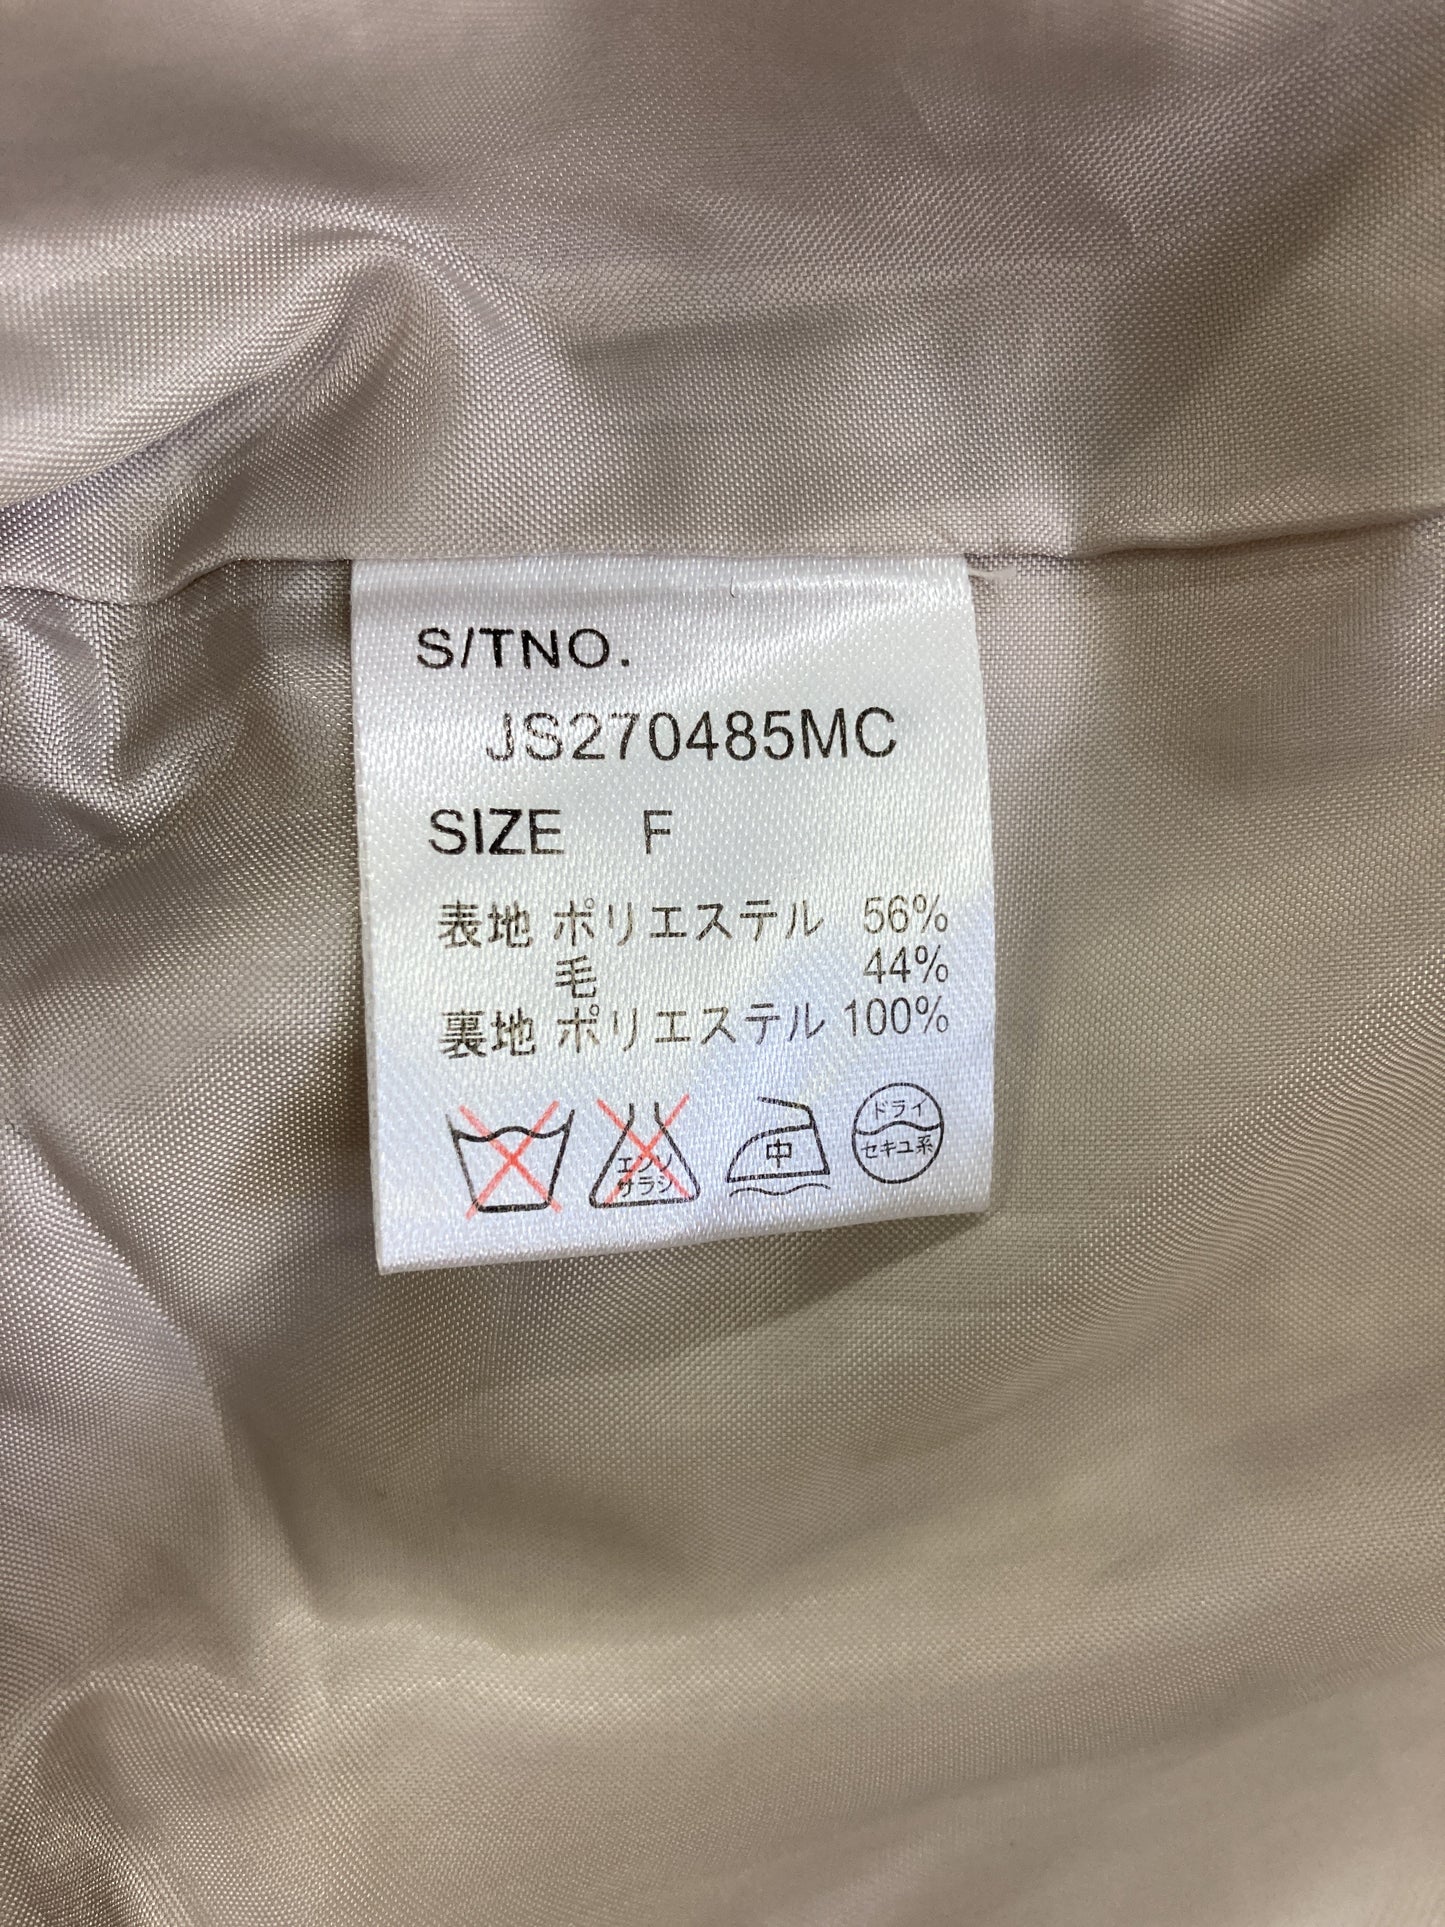 S/TNO.
JS270485MC
SIZE F
表地 ポリエステル 56%
毛 44%
裏地 ポリエステル 100%
エンソ
サラシ
中
ドライ
セキユ系